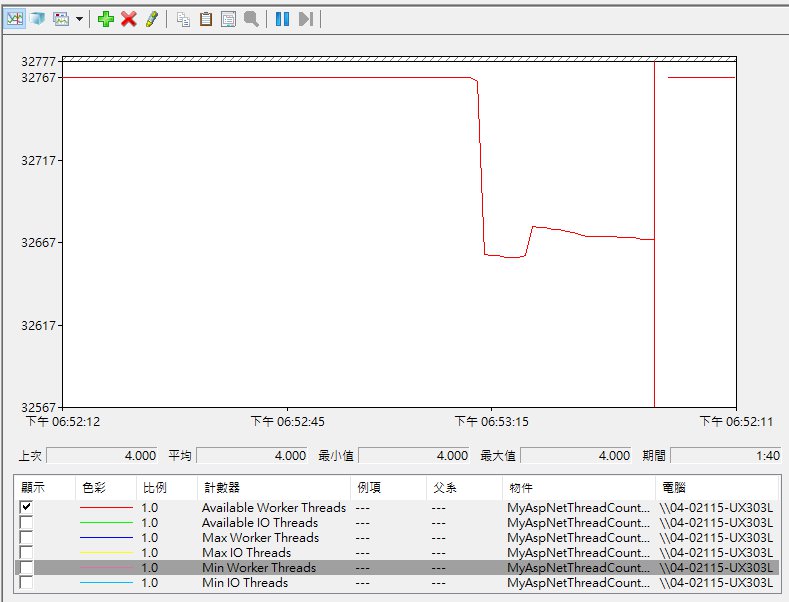 32777
32767
32717
32667
32617
32567
下午 06:52:12 下午 06:52:45 下午 06:53:15 下午 06:52:11
上次 4.000 平均 4.000 最小值 4.000 最大值 4.000 期間 1:40
顯示 色彩 比例 計數器 例項 父系 物件 電腦
1.0 Available Worker Threads --- --- MyAspNetThreadCount... \\04-02115-UX303L
1.0 Available IO Threads --- --- MyAspNetThreadCount... \\04-02115-UX303L
1.0 Max Worker Threads --- --- MyAspNetThreadCount... \\04-02115-UX303L
1.0 Max IO Threads --- --- MyAspNetThreadCount... \\04-02115-UX303L
1.0 Min Worker Threads --- --- MyAspNetThreadCount... \\04-02115-UX303L
1.0 Min IO Threads --- --- MyAspNetThreadCount... \\04-02115-UX303L